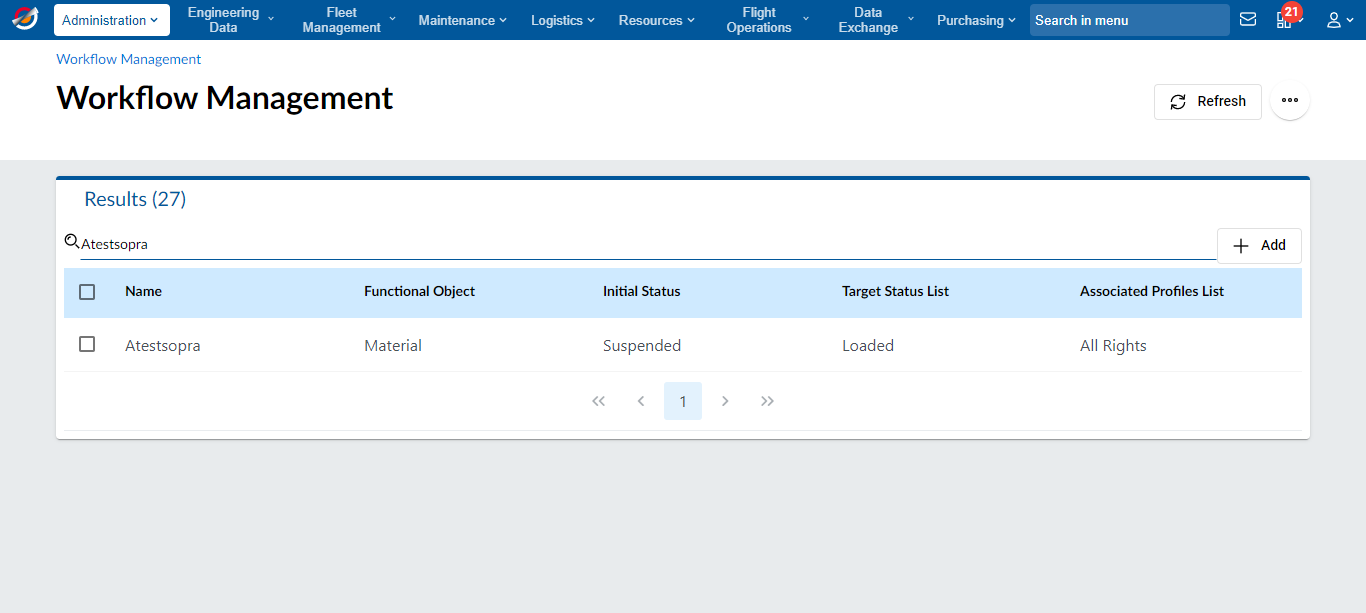 Administration
Engineering
Data
Fleet
Management
Maintenance
Logistics
Resources
Flight
Operations
Data
Exchange
Purchasing
Search in menu
21
Workflow Management
Workflow Management
Refresh
Results (27)
Atestsopra
Add
Name Functional Object Initial Status Target Status List Associated Profiles List
Atestsopra Material Suspended Loaded All Rights
1